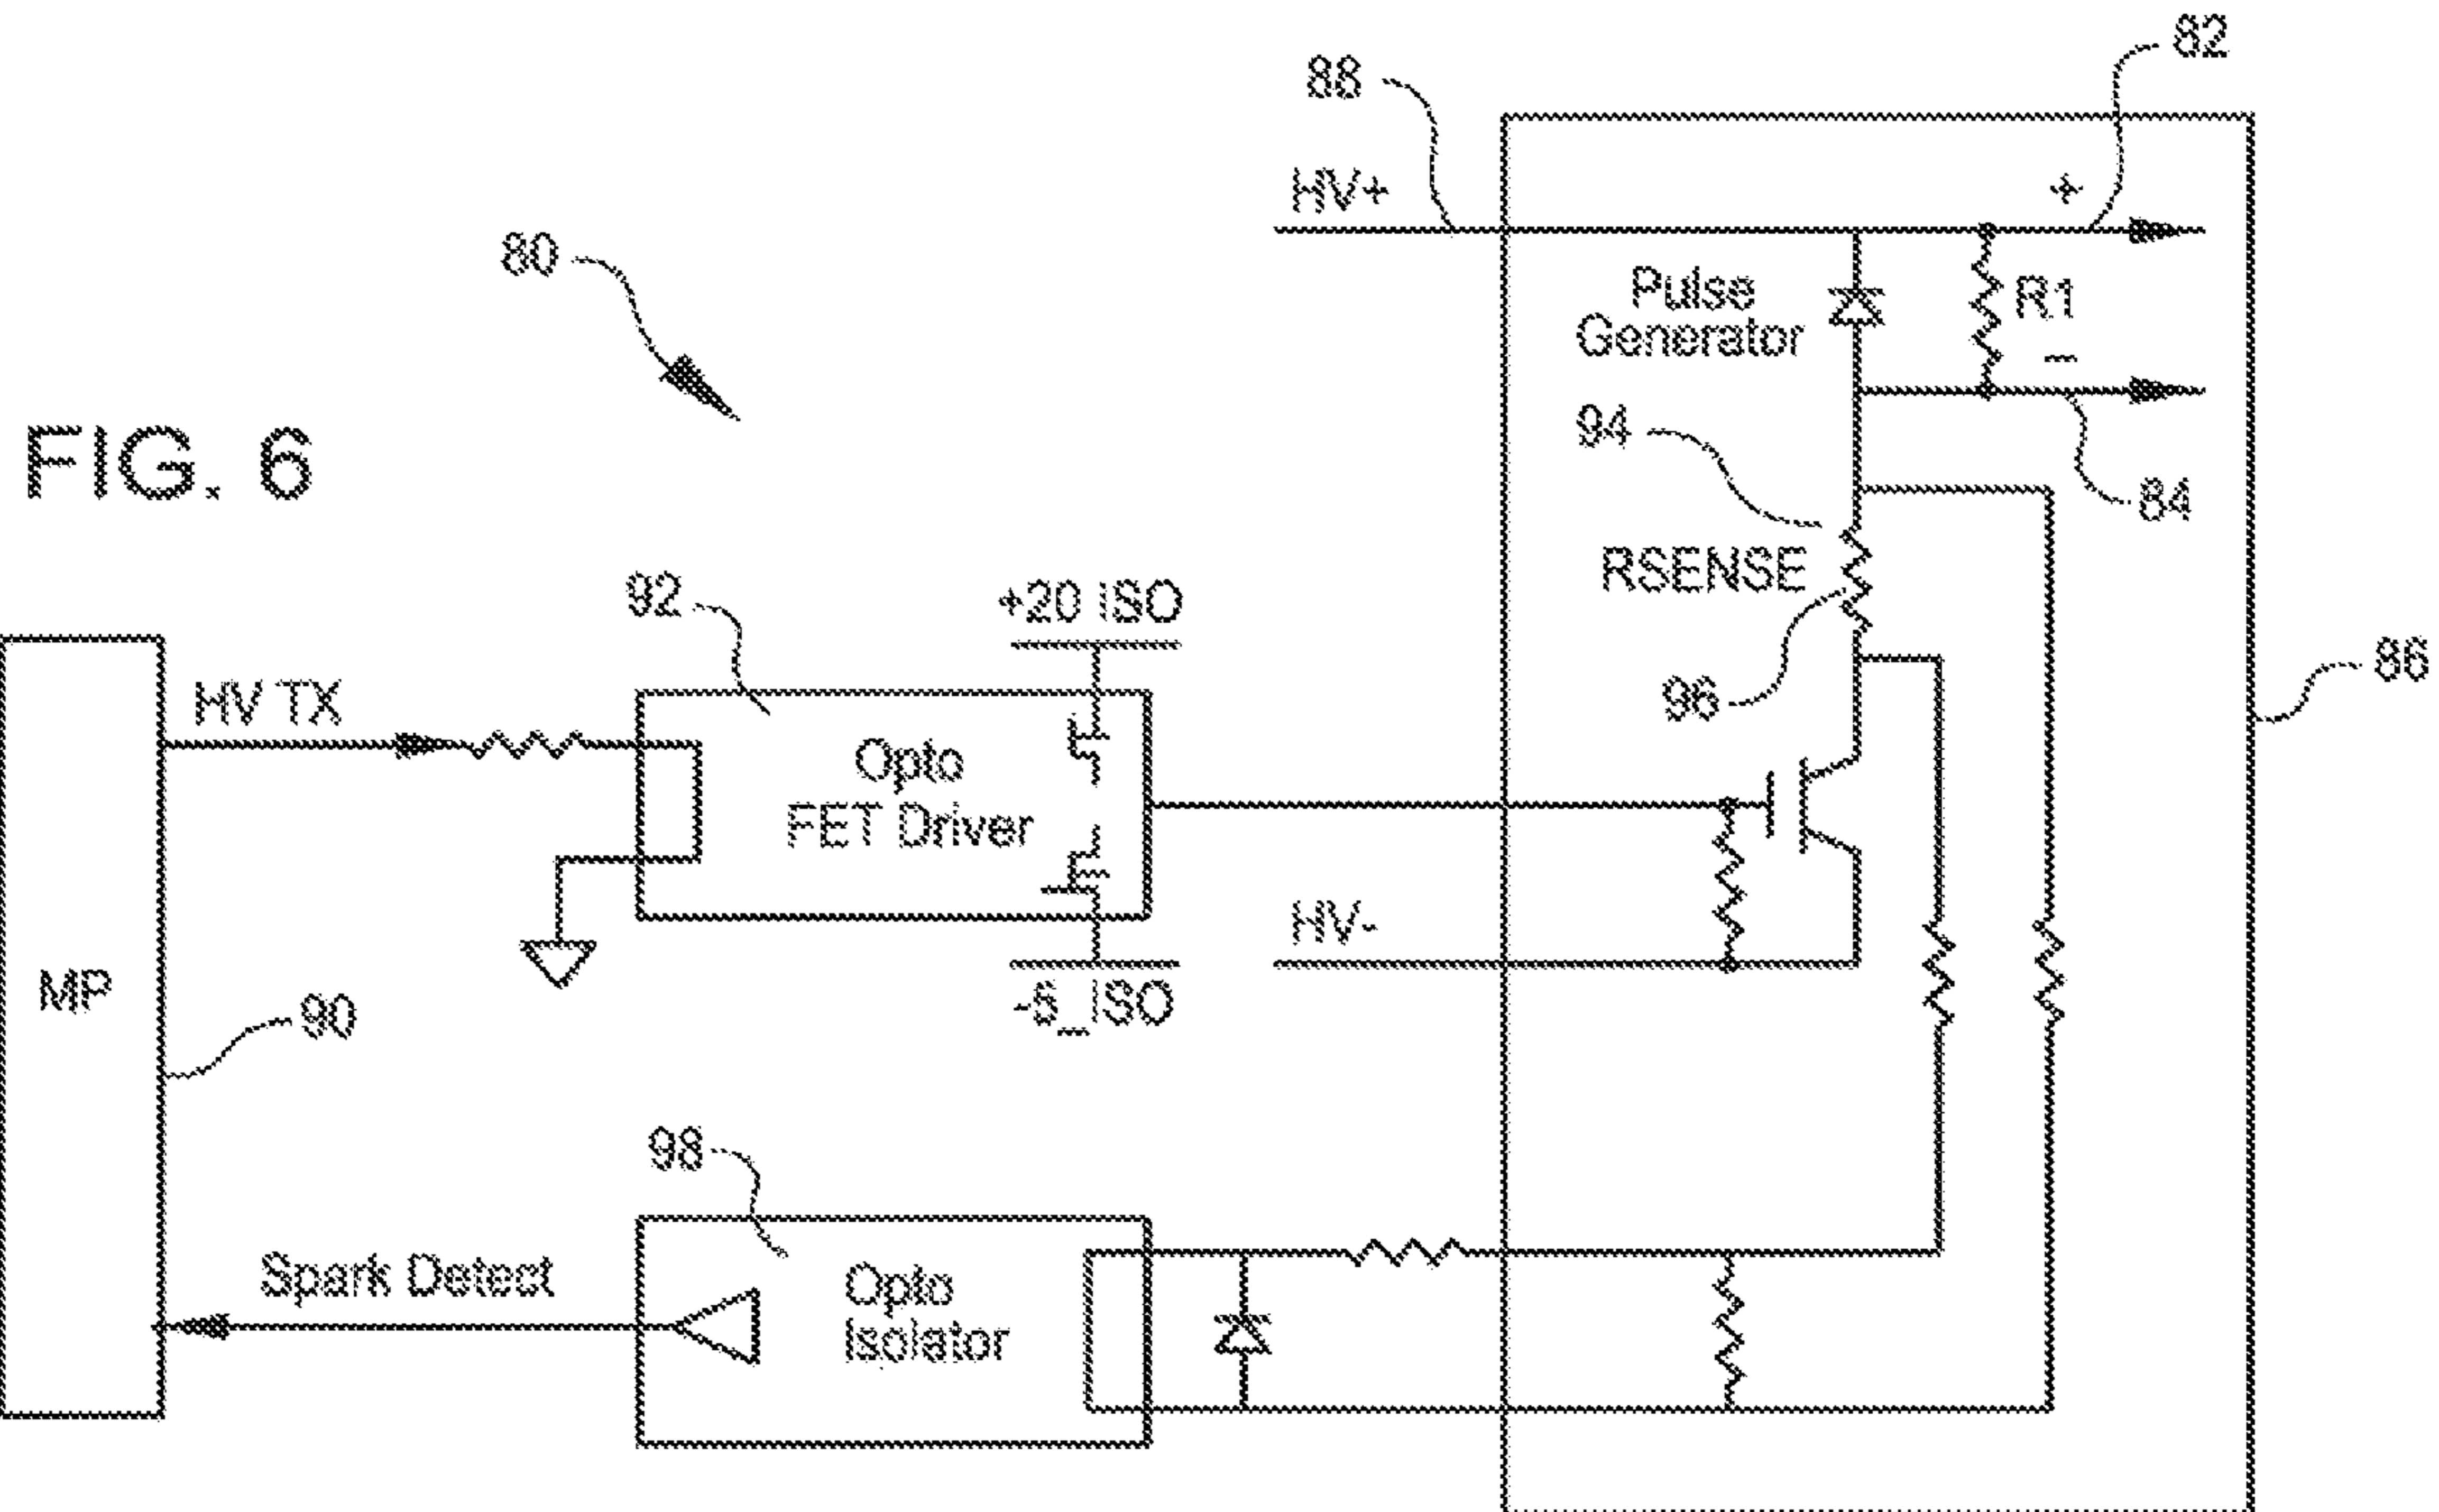 82
88
HV+
+
80
Pulse
Generator
R1
-
FIG. 6
94
84
RSENSE
92
+20 ISO
86
96
HV TX
Opto
FET Driver
HV-
MP
90
98
Spark Detect
Opto
Isolator